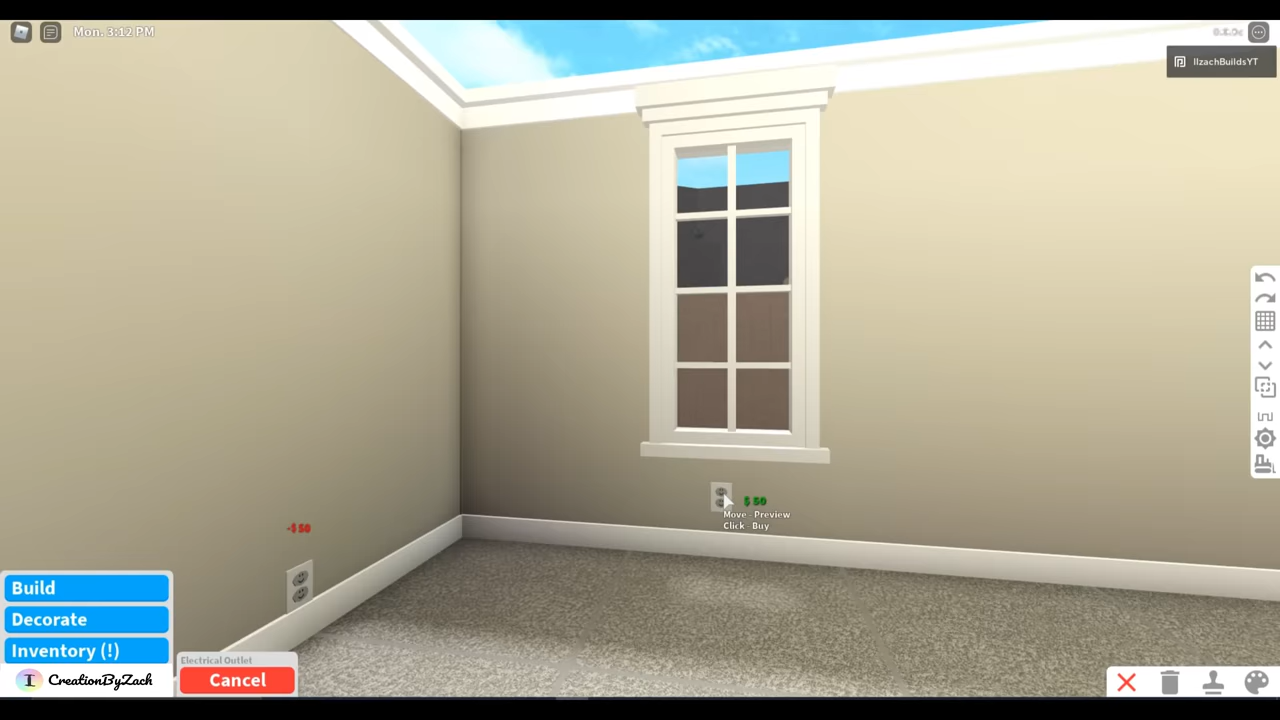 Mon. 3:12 PM
IlzachBuildsYT
-$50
$50
Move - Preview
Click - Buy
Build
Decorate
Inventory (!)
I CreationByZach
Electrical Outlet
Cancel